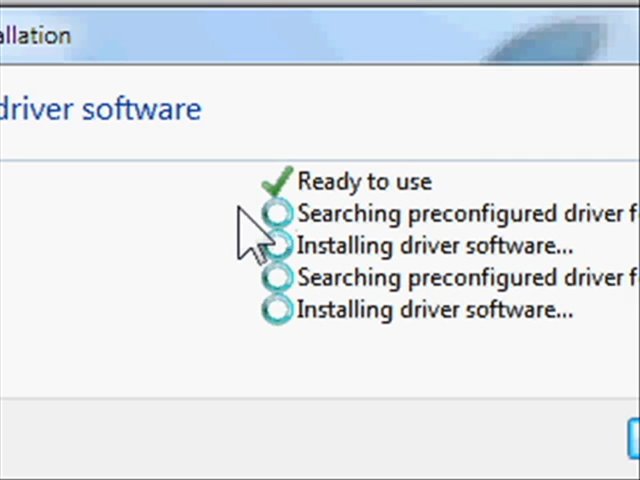 allation
driver software
Ready to use
Searching preconfigured driver f
Installing driver software...
Searching preconfigured driver f
Installing driver software...